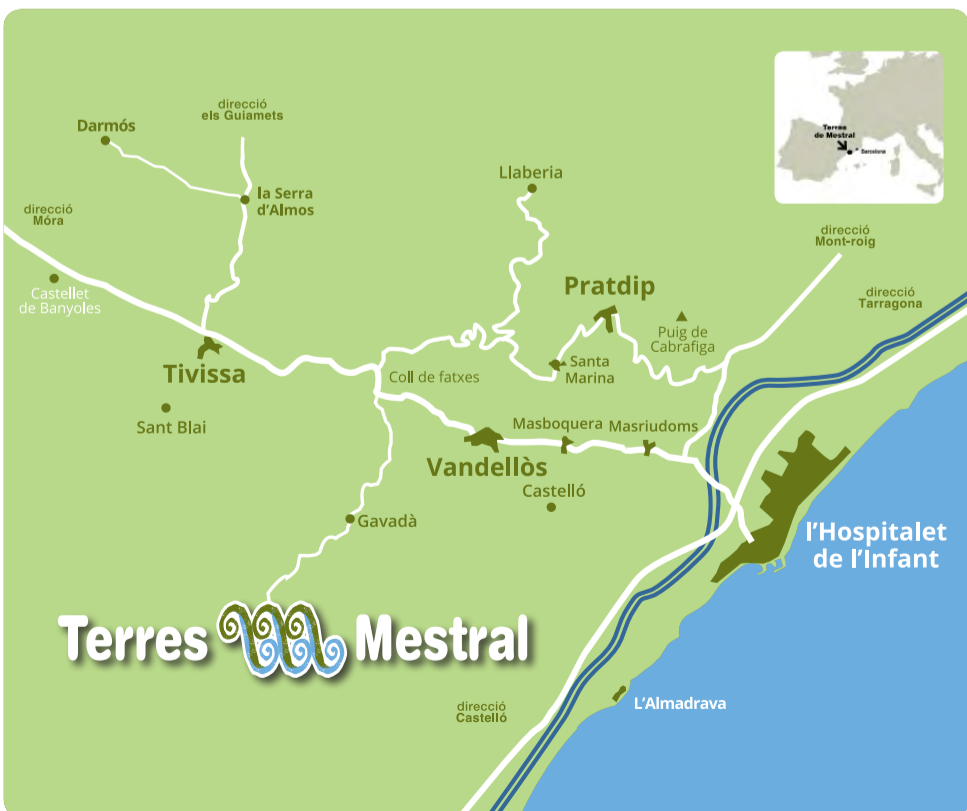 Darmós
direcció
els Guiamets
la Serra
d'Almos
direcció
Móra
Castellet
de Banyoles
Tivissa
Sant Blai
Llaberia
Pratdip
Puig de
Cabrafiga
Santa
Marina
Coll de fatxes
Terres
de Mestral
Barcelona
direcció
Mont-roig
direcció
Tarragona
Masboquera
Masriudoms
Vandellòs
Castelló
Gavadà
l'Hospitalet
de l'Infant
Terres Mestral
direcció
Castelló
L'Almadrava